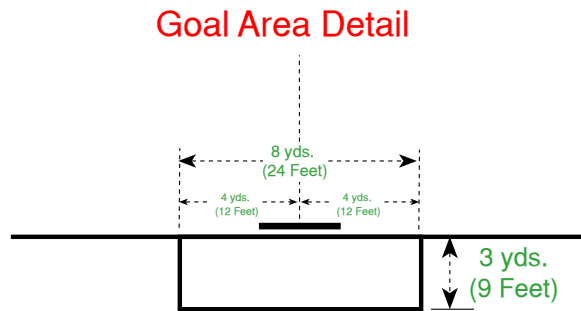 Goal Area Detail
8 yds.
(24 Feet)
4 yds.
(12 Feet)
4 yds.
(12 Feet)
3 yds.
(9 Feet)